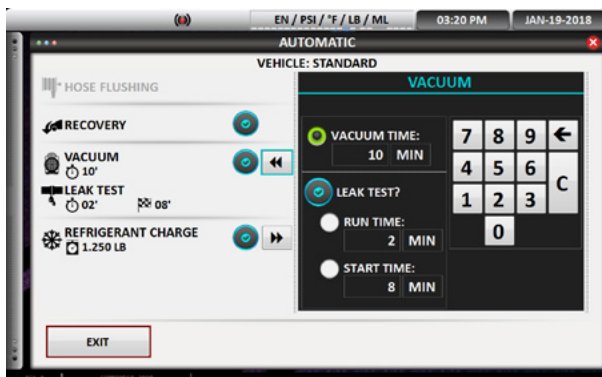 EN / PSI / °F / LB / ML 03:20 PM JAN-19-2018
AUTOMATIC
VEHICLE: STANDARD
HOSE FLUSHING
RECOVERY
VACUUM
10'
LEAK TEST
02' 08'
REFRIGERANT CHARGE
1.250 LB
EXIT
VACUUM
VACUUM TIME:
10 MIN
LEAK TEST?
RUN TIME:
2 MIN
START TIME:
8 MIN
7 8 9
4 5 6 C
1 2 3
0